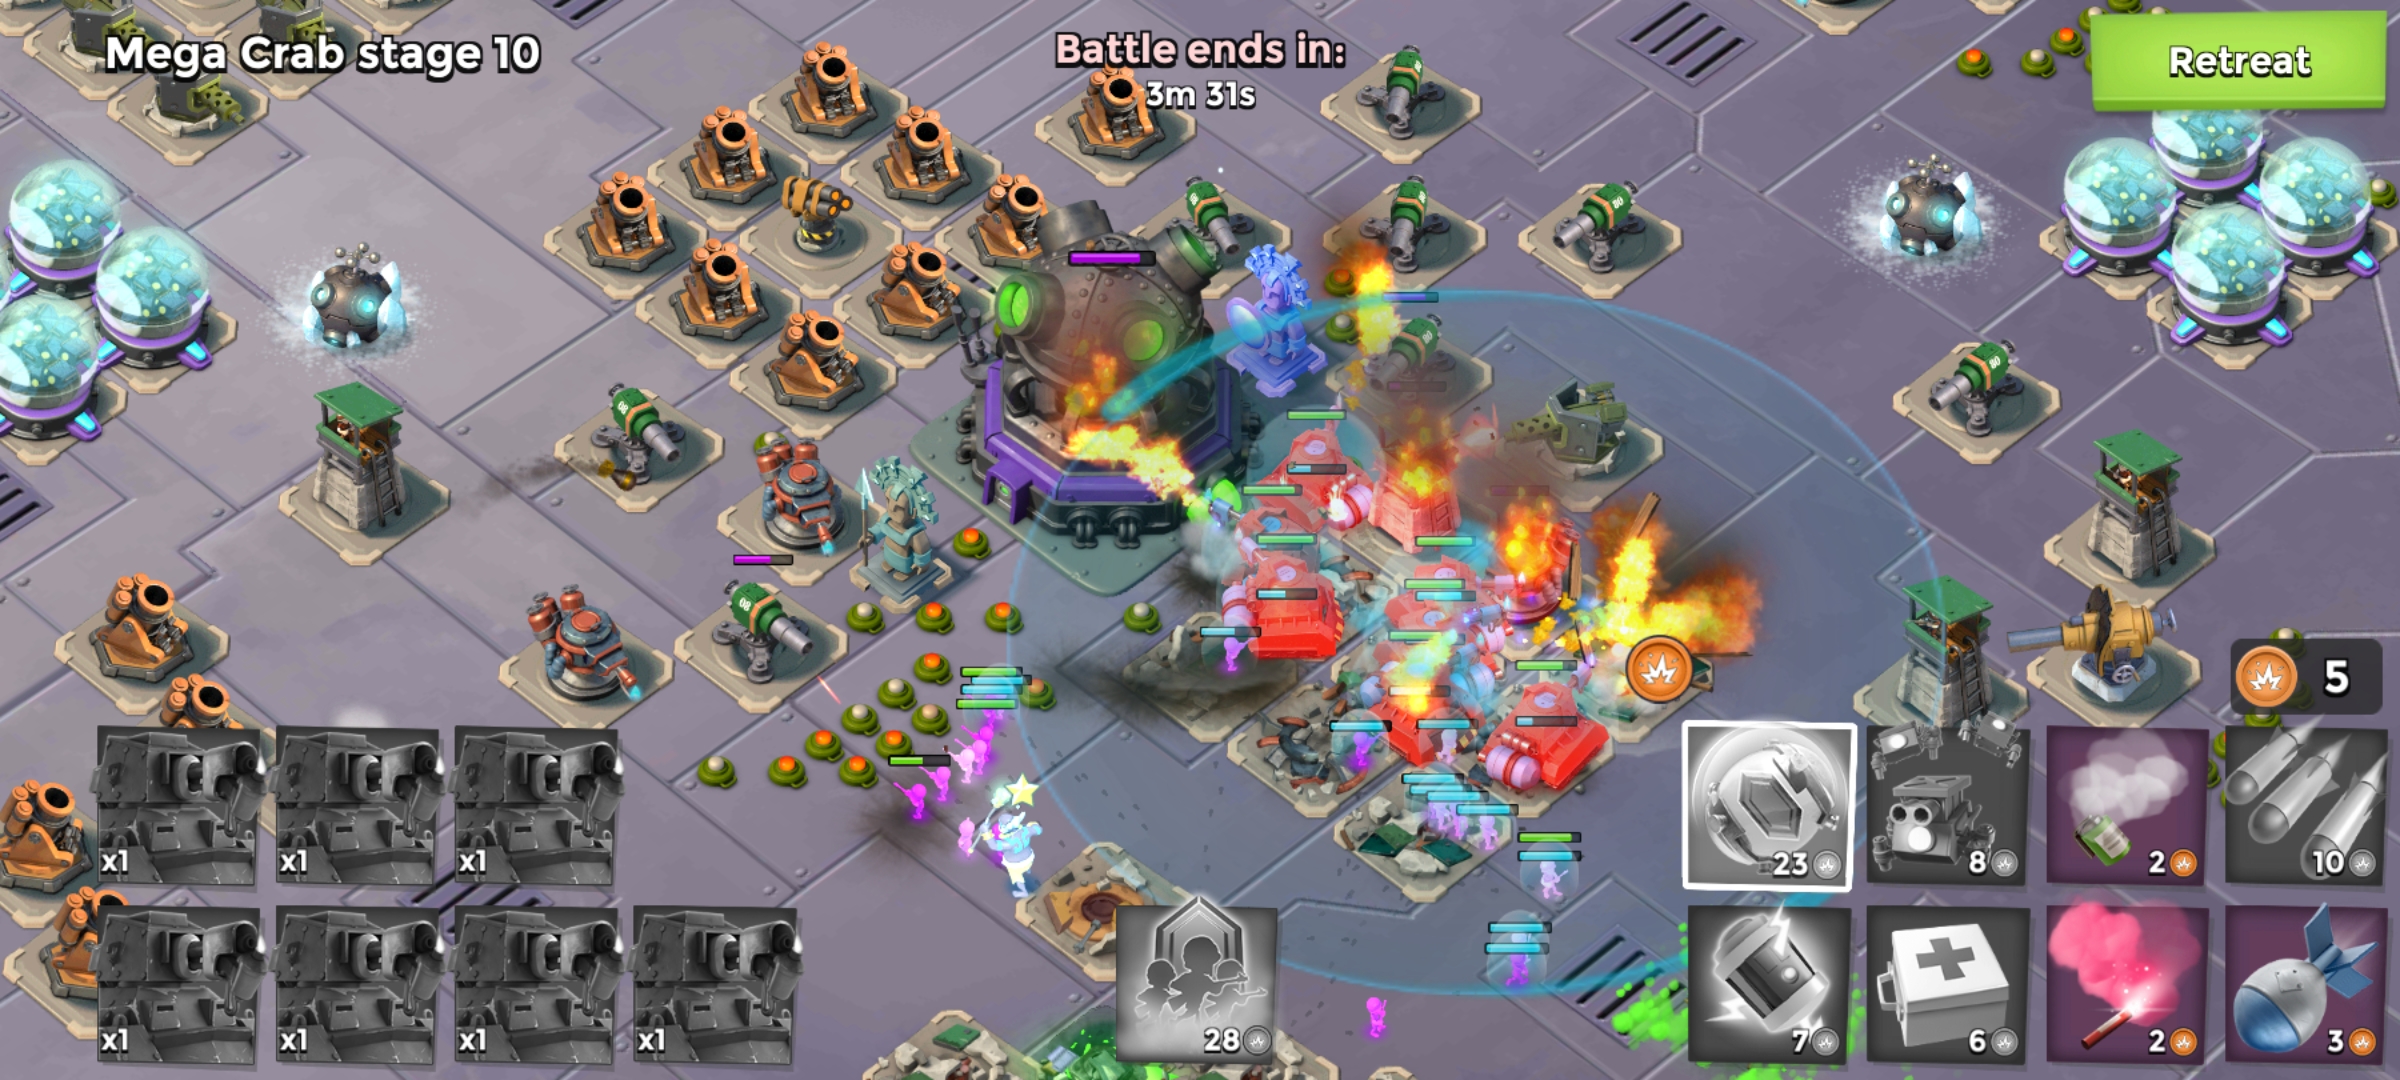 Mega Crab stage 10
Battle ends in:
3m 31s
Retreat
5
x1
x1
x1
23
8
2
10
x1
x1
x1
x1
28
7
6
2
3